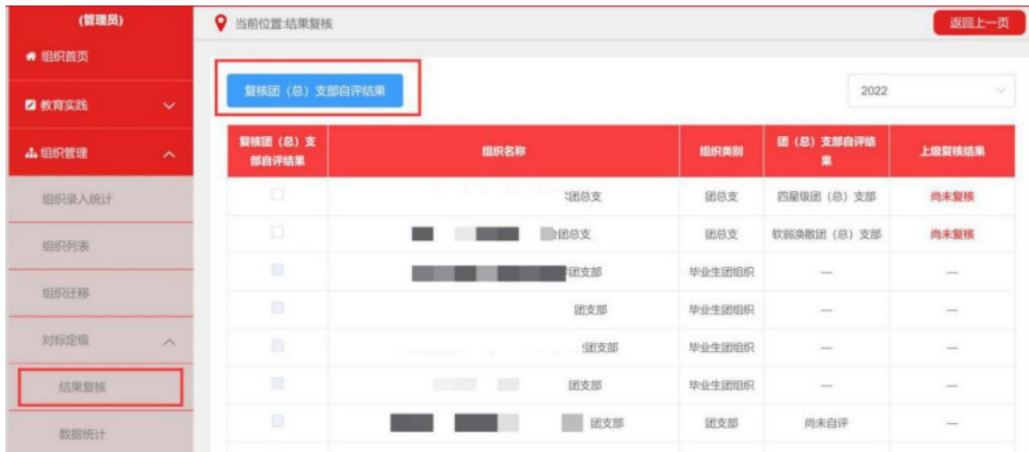 (管理员)
当前位置:结果复核
返回上一页
组织首页
教育实践
组织管理
组织录入统计
组织列表
组织迁移
对标定级
结果复核
数据统计
复核团（总）支部自评结果
2022
复核团（总）支
部自评结果
组织名称
组织类别
团（总）支部自评结
果
上级复核结果
团总支 团总支 四星级团（总）支部 尚未复核
团总支 团总支 软弱涣散团（总）支部 尚未复核
团支部 毕业生团组织 — —
团支部 毕业生团组织 — —
团支部 毕业生团组织 — —
团支部 毕业生团组织 — —
团支部 团支部 尚未自评 —